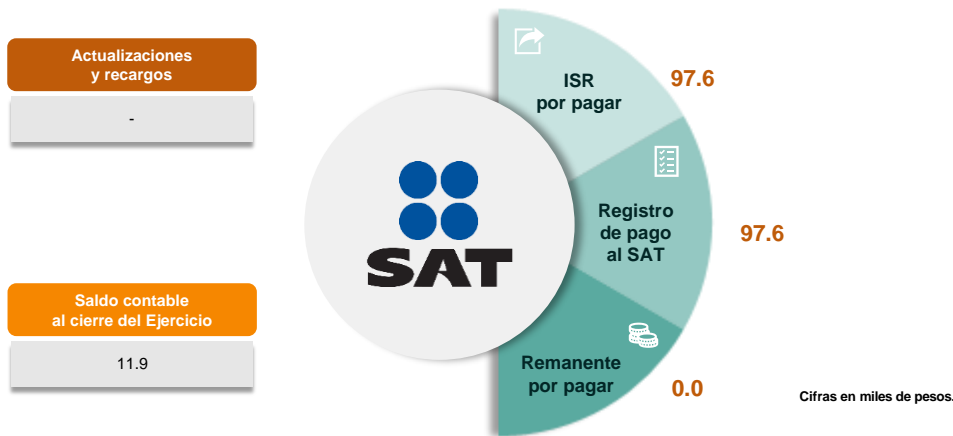 Actualizaciones
y recargos
-
Saldo contable
al cierre del Ejercicio
11.9
SAT
ISR
por pagar
97.6
Registro
de pago
al SAT
97.6
Remanente
por pagar
0.0
Cifras en miles de pesos.